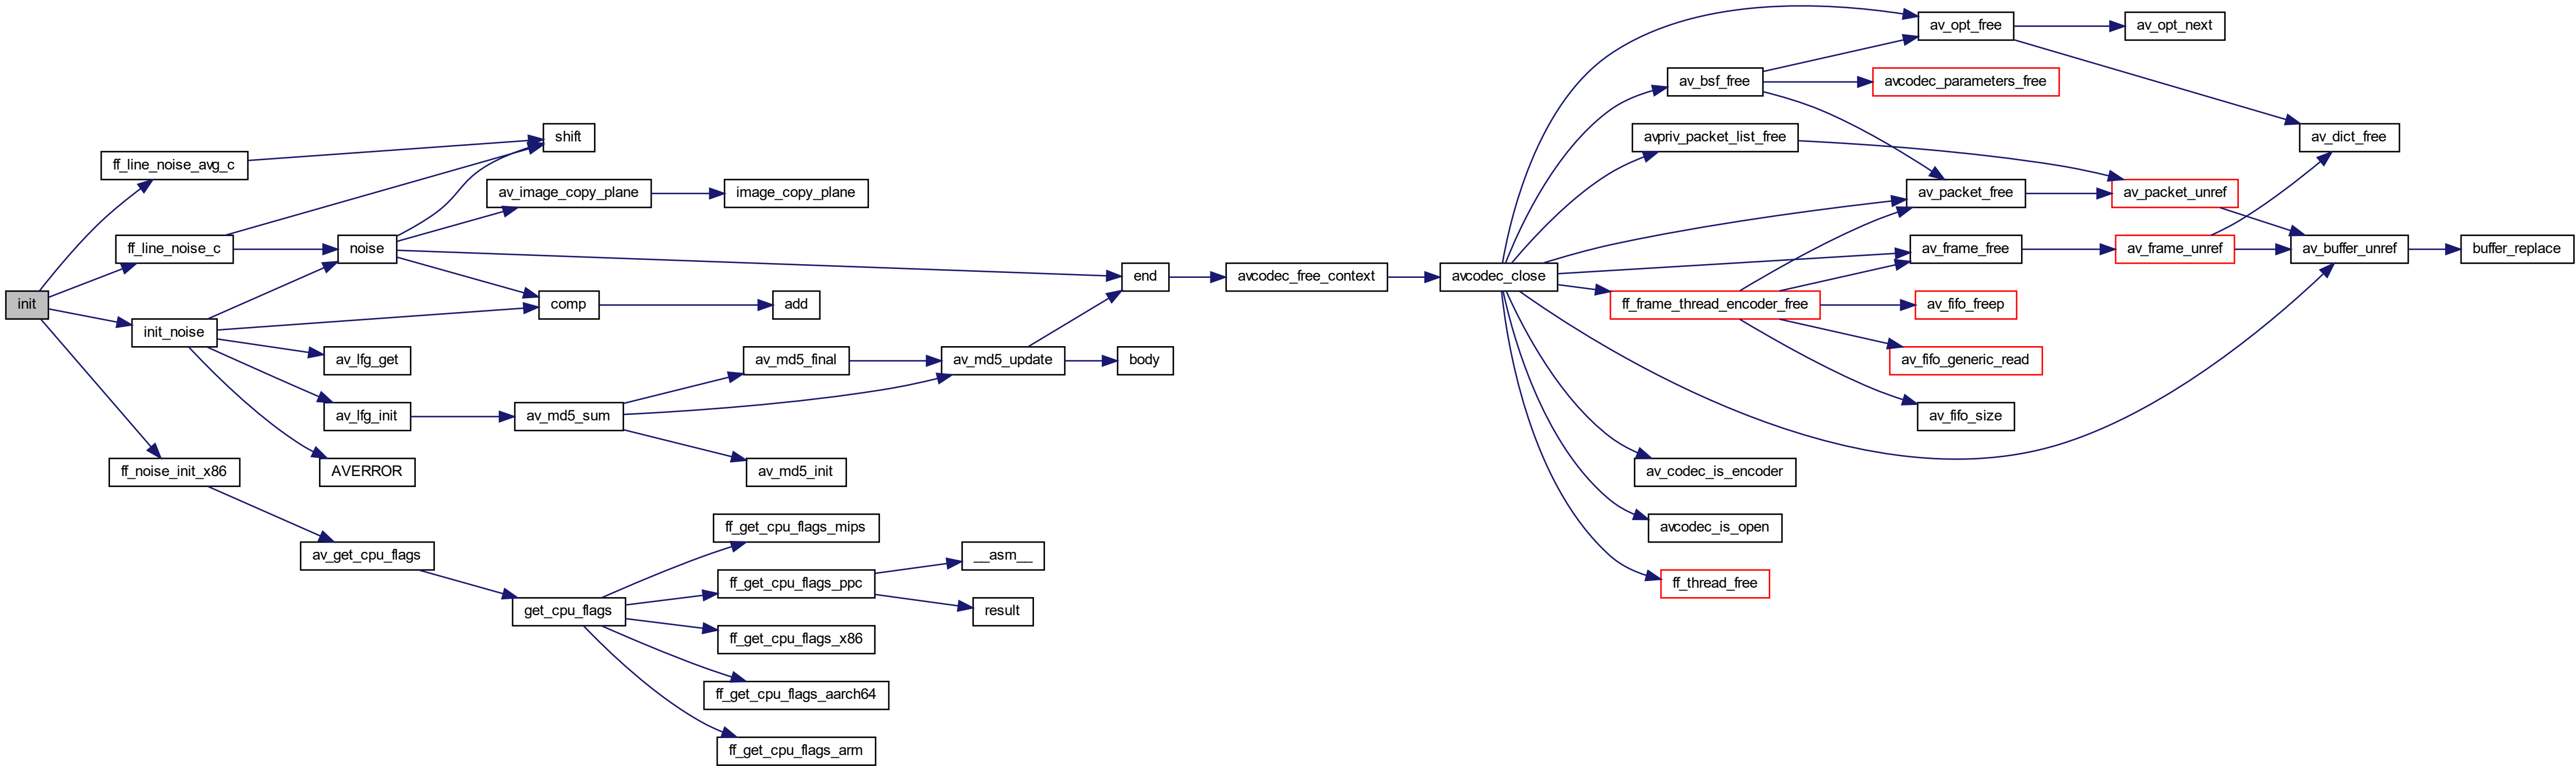 init
ff_line_noise_avg_c
ff_line_noise_c
init_noise
ff_noise_init_x86
shift
noise
av_image_copy_plane
image_copy_plane
comp
add
av_lfg_get
av_lfg_init
AVERROR
av_md5_sum
av_md5_final
av_md5_update
av_md5_init
body
end
av_get_cpu_flags
get_cpu_flags
ff_get_cpu_flags_mips
ff_get_cpu_flags_ppc
ff_get_cpu_flags_x86
ff_get_cpu_flags_aarch64
ff_get_cpu_flags_arm
__asm__
result
avcodec_free_context
avcodec_close
av_bsf_free
avpriv_packet_list_free
ff_frame_thread_encoder_free
av_codec_is_encoder
avcodec_is_open
ff_thread_free
av_opt_free
avcodec_parameters_free
av_packet_free
av_frame_free
av_fifo_freep
av_fifo_generic_read
av_fifo_size
av_opt_next
av_packet_unref
av_frame_unref
av_dict_free
av_buffer_unref
buffer_replace